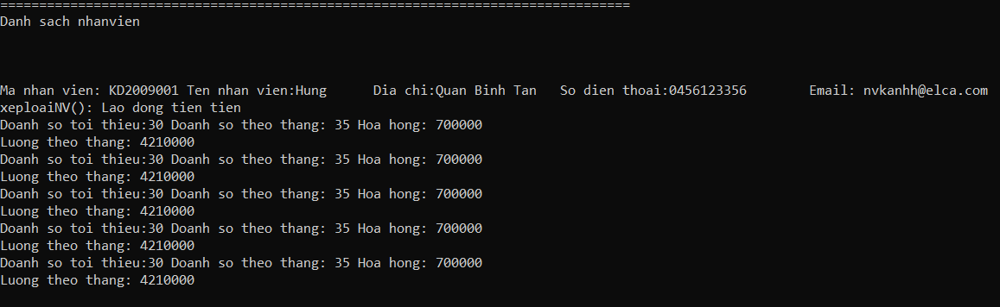 =================================================================================
Danh sach nhanvien
Ma nhan vien: KD2009001 Ten nhan vien:Hung Dia chi:Quan Binh Tan So dien thoai:0456123356 Email: nvkanhh@elca.com
xeploaiNV(): Lao dong tien tien
Doanh so toi thieu:30 Doanh so theo thang: 35 Hoa hong: 700000
Luong theo thang: 4210000
Doanh so toi thieu:30 Doanh so theo thang: 35 Hoa hong: 700000
Luong theo thang: 4210000
Doanh so toi thieu:30 Doanh so theo thang: 35 Hoa hong: 700000
Luong theo thang: 4210000
Doanh so toi thieu:30 Doanh so theo thang: 35 Hoa hong: 700000
Luong theo thang: 4210000
Doanh so toi thieu:30 Doanh so theo thang: 35 Hoa hong: 700000
Luong theo thang: 4210000